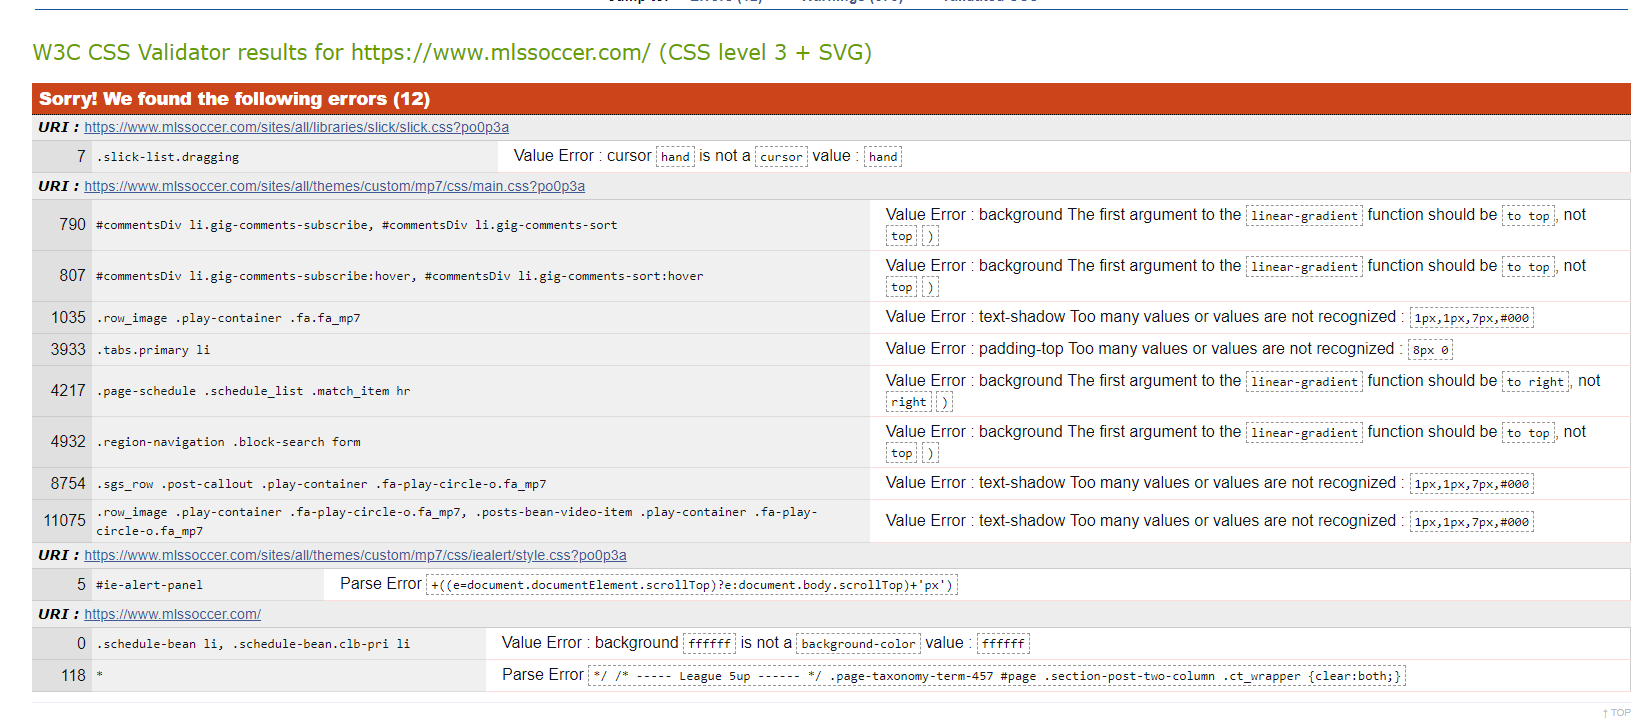 W3C CSS Validator results for https://www.mlssoccer.com/ (CSS level 3 + SVG)
Sorry! We found the following errors (12)
URI : https://www.mlssoccer.com/sites/all/libraries/slick/slick.css?po0p3a
7 .slick-list.dragging Value Error : cursor hand is not a cursor value : hand
URI : https://www.mlssoccer.com/sites/all/themes/custom/mp7/css/main.css?po0p3a
790 #commentsDiv li.gig-comments-subscribe, #commentsDiv li.gig-comments-sort Value Error : background The first argument to the linear-gradient function should be to top, not
top )
807 #commentsDiv li.gig-comments-subscribe:hover, #commentsDiv li.gig-comments-sort:hover Value Error : background The first argument to the linear-gradient function should be to top, not
top )
1035 .row_image .play-container .fa.fa_mp7 Value Error : text-shadow Too many values or values are not recognized : 1px,1px,7px,#000
3933 .tabs.primary li Value Error : padding-top Too many values or values are not recognized : 8px 0
4217 .page-schedule .schedule_list .match_item hr Value Error : background The first argument to the linear-gradient function should be to right, not
right )
4932 .region-navigation .block-search form Value Error : background The first argument to the linear-gradient function should be to top, not
top )
8754 .sgs_row .post-callout .play-container .fa-play-circle-o.fa_mp7 Value Error : text-shadow Too many values or values are not recognized : 1px,1px,7px,#000
11075 .row_image .play-container .fa-play-circle-o.fa_mp7, .posts-bean-video-item .play-container .fa-play-
circle-o.fa_mp7 Value Error : text-shadow Too many values or values are not recognized : 1px,1px,7px,#000
URI : https://www.mlssoccer.com/sites/all/themes/custom/mp7/css/iealert/style.css?po0p3a
5 #ie-alert-panel Parse Error +((e=document.documentElement.scrollTop)?e:document.body.scrollTop)+'px')
URI : https://www.mlssoccer.com/
0 .schedule-bean li, .schedule-bean.clb-pri li Value Error : background ffffff is not a background-color value : ffffff
118 * Parse Error */ /* ----- League 5up ------ */ .page-taxonomy-term-457 #page .section-post-two-column .ct_wrapper {clear:both;}
↑ TOP